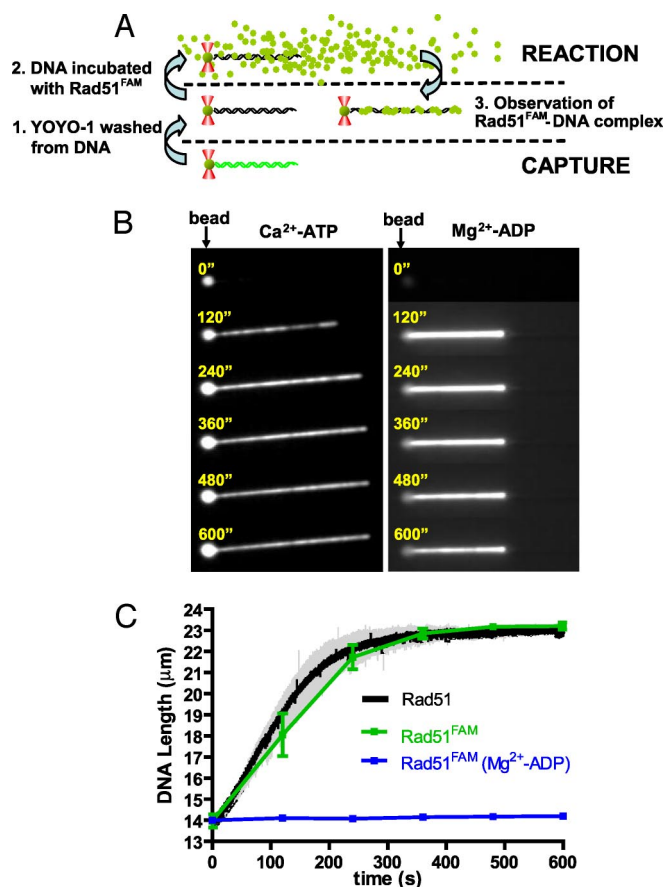 A
REACTION
2. DNA incubated
with Rad51FAM
3. Observation of
Rad51FAM-DNA complex
1. YOYO-1 washed
from DNA
CAPTURE
B
bead
Ca2+-ATP
bead
Mg2+-ADP
0”
120”
240”
360”
480”
600”
0”
120”
240”
360”
480”
600”
C
DNA Length (μm)
24
23
22
21
20
19
18
17
16
15
14
13
Rad51
Rad51FAM
Rad51FAM (Mg2+-ADP)
0 100 200 300 400 500 600
time (s)